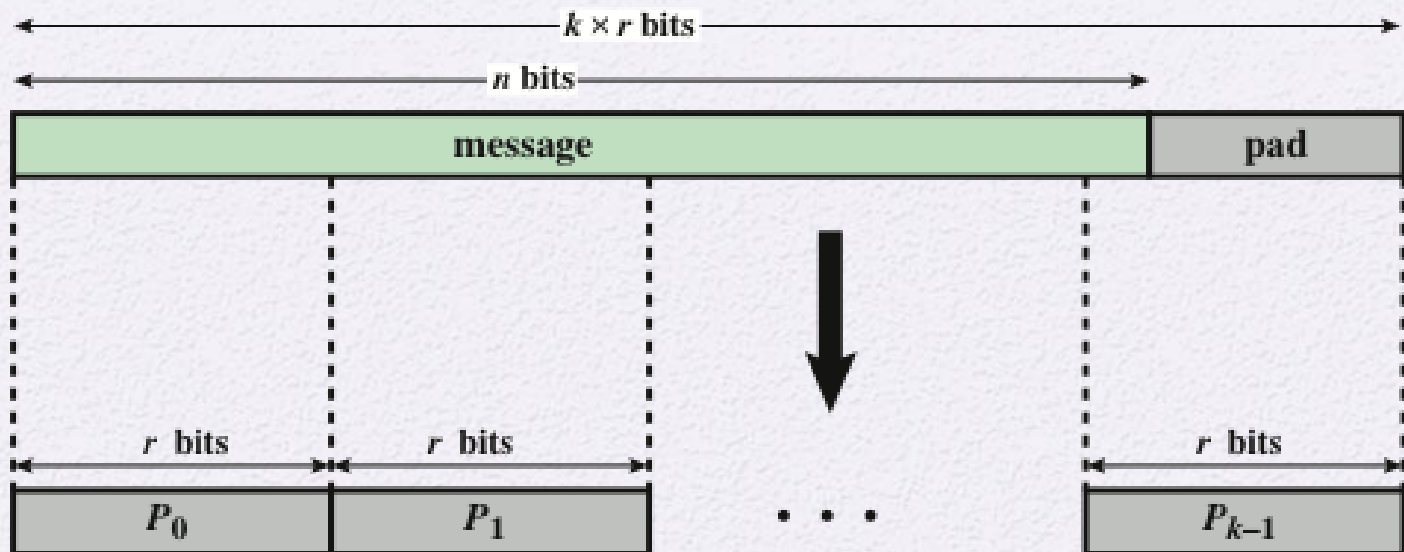 k × r bits
n bits
message pad
r bits r bits r bits
P₀ P₁ . . . Pₖ₋₁